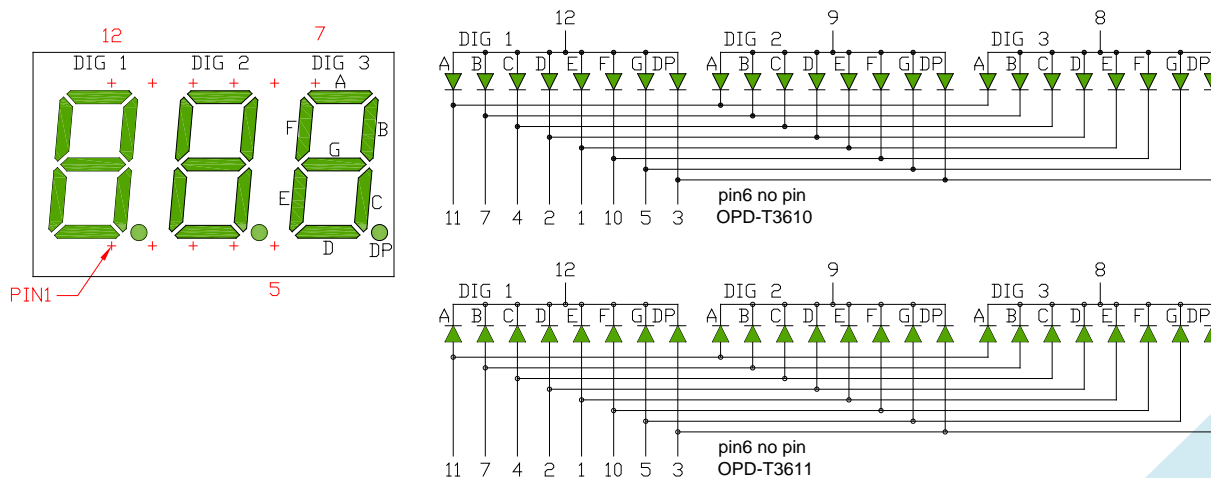 12 7
DIG 1 DIG 2 DIG 3
A
F B
G
E C
D DP
PIN1
5
12 9 8
DIG 1 DIG 2 DIG 3
A B C D E F G DP A B C D E F G DP A B C D E F G DP
pin6 no pin
11 7 4 2 1 10 5 3 OPD-T3610
12 9 8
DIG 1 DIG 2 DIG 3
A B C D E F G DP A B C D E F G DP A B C D E F G DP
pin6 no pin
11 7 4 2 1 10 5 3 OPD-T3611